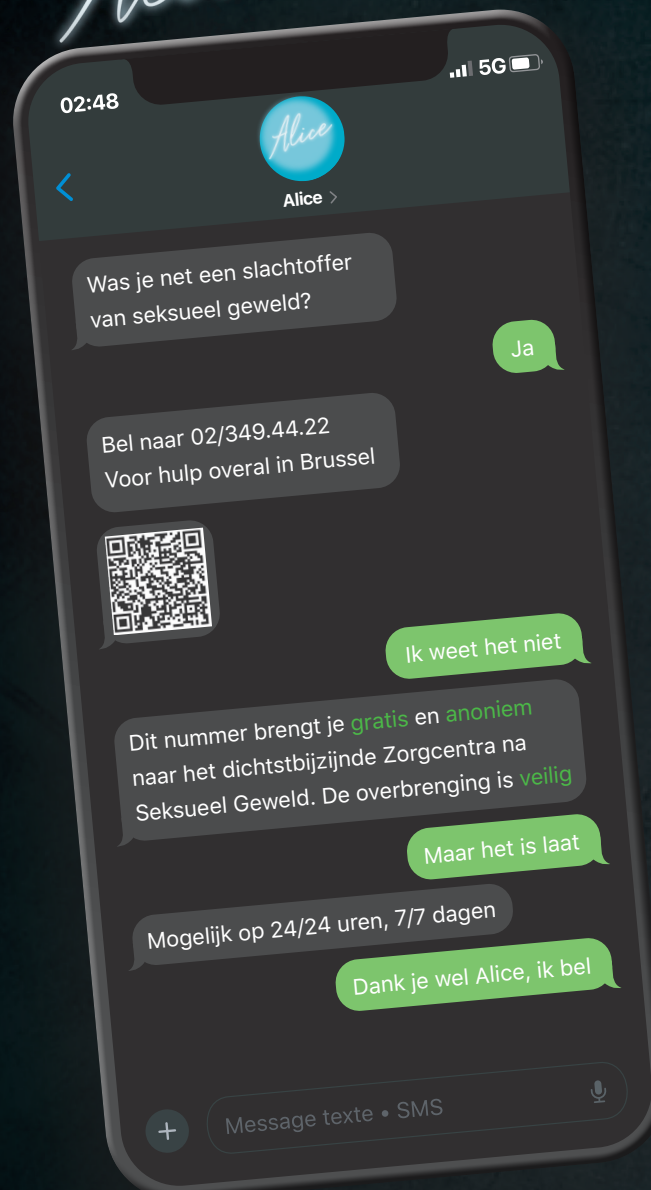 02:48
5G
Alice
Alice
Was je net een slachtoffer
van seksueel geweld?
Ja
Bel naar 02/349.44.22
Voor hulp overal in Brussel
Ik weet het niet
Dit nummer brengt je gratis en anoniem
naar het dichtstbijzijnde Zorgcentra na
Seksueel Geweld. De overbrenging is veilig
Maar het is laat
Mogelijk op 24/24 uren, 7/7 dagen
Dank je wel Alice, ik bel
Message texte • SMS